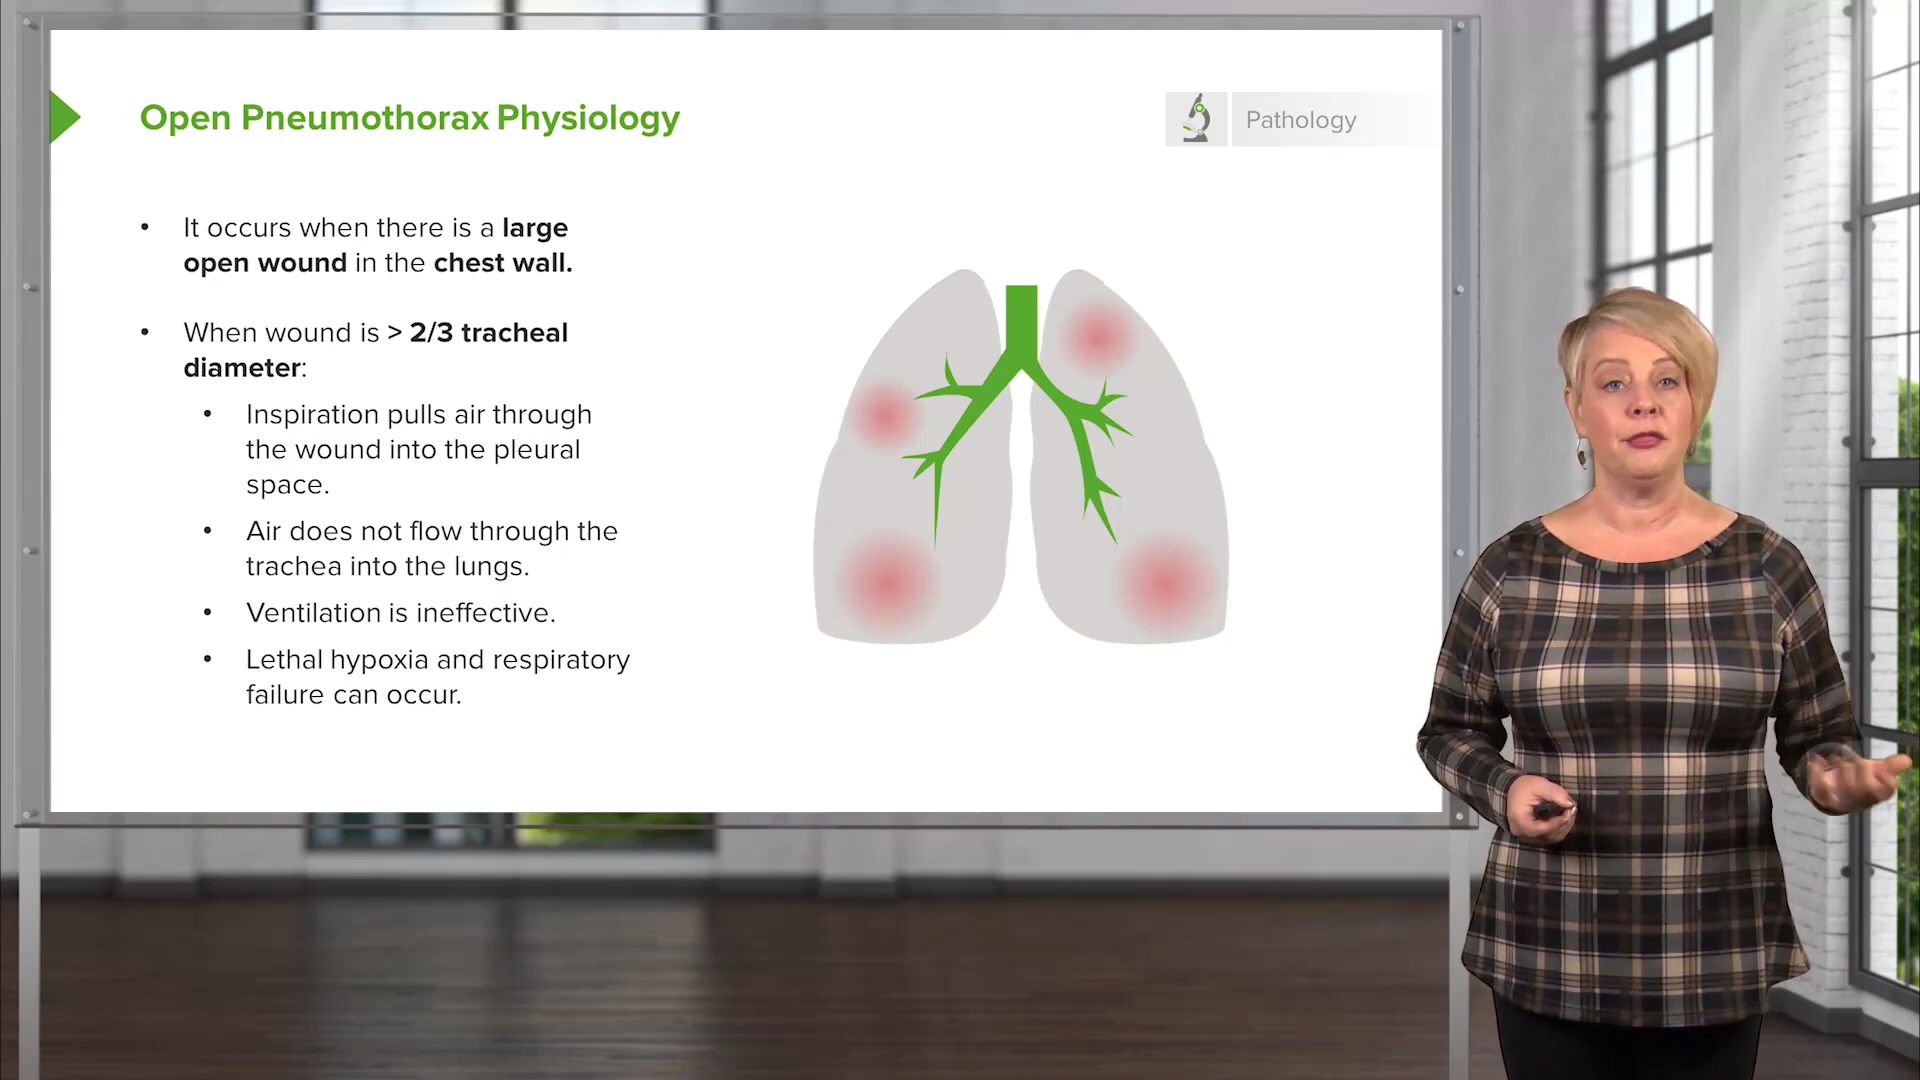 Open Pneumothorax Physiology
Pathology
• It occurs when there is a large
open wound in the chest wall.
• When wound is > 2/3 tracheal
diameter:
• Inspiration pulls air through
the wound into the pleural
space.
• Air does not flow through the
trachea into the lungs.
• Ventilation is ineffective.
• Lethal hypoxia and respiratory
failure can occur.